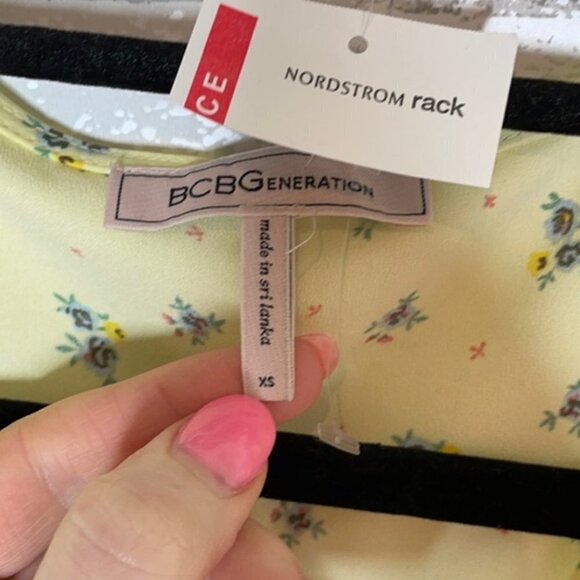 CE
NORDSTROM rack
BCBGENERATION
made in sri lanka
XS